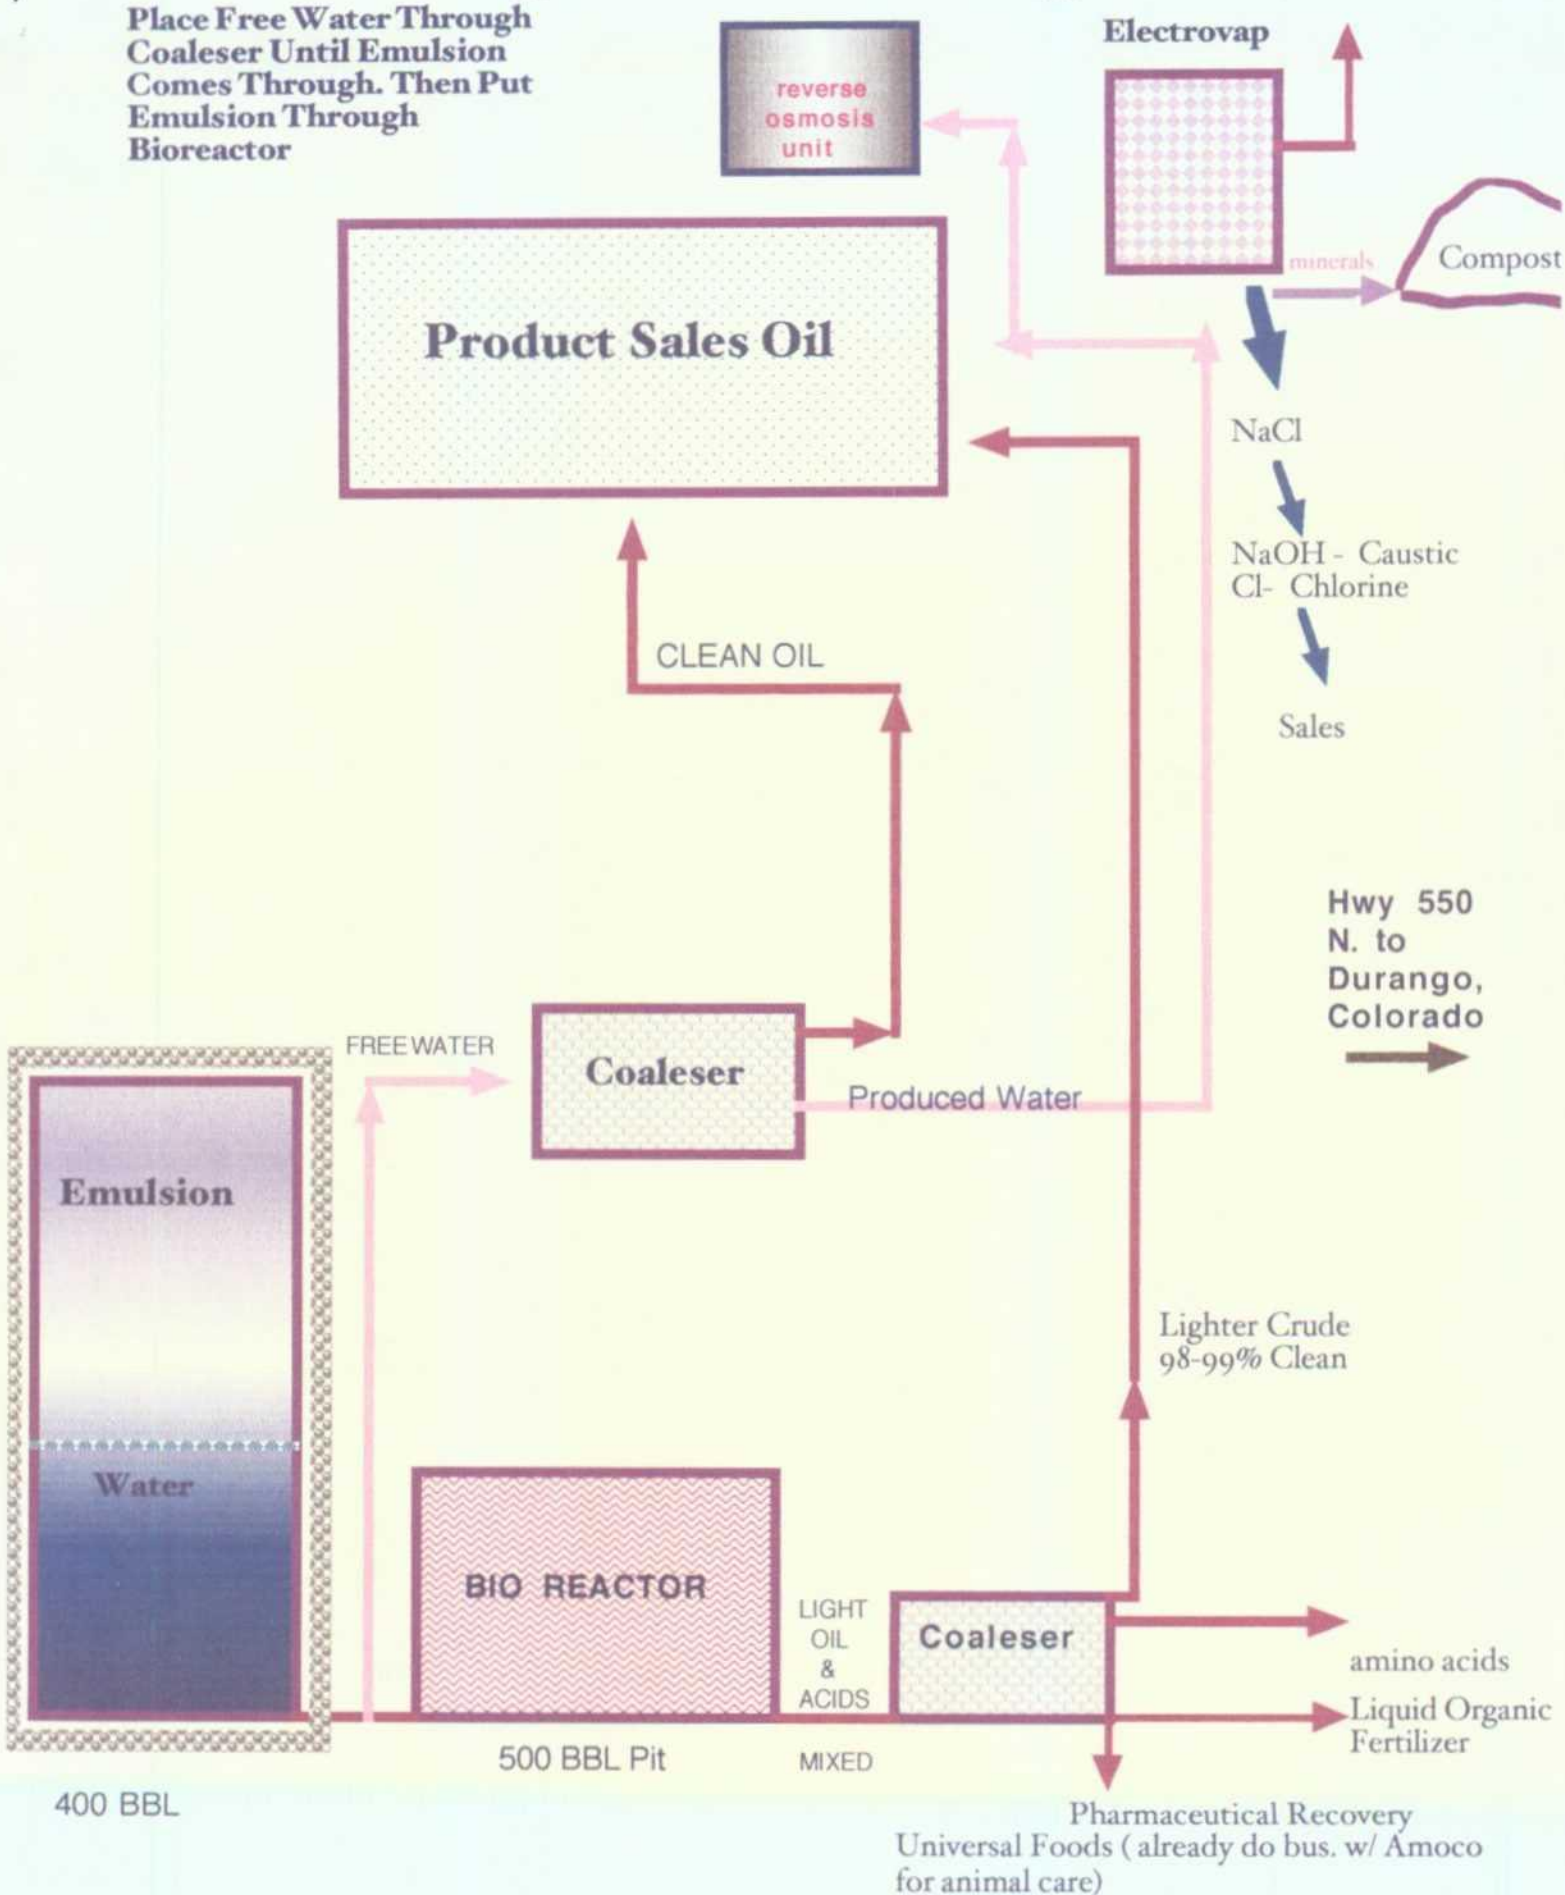 Place Free Water Through
Coaleser Until Emulsion
Comes Through. Then Put
Emulsion Through
Bioreactor
reverse
osmosis
unit
Electrovap
minerals
Compost
Product Sales Oil
NaCl
NaOH - Caustic
Cl- Chlorine
Sales
CLEAN OIL
Hwy 550
N. to
Durango,
Colorado
FREE WATER
Coaleser
Produced Water
Emulsion
Water
Lighter Crude
98-99% Clean
BIO REACTOR
LIGHT
OIL
&
ACIDS
MIXED
Coaleser
amino acids
Liquid Organic
Fertilizer
500 BBL Pit
400 BBL
Pharmaceutical Recovery
Universal Foods ( already do bus. w/ Amoco
for animal care)